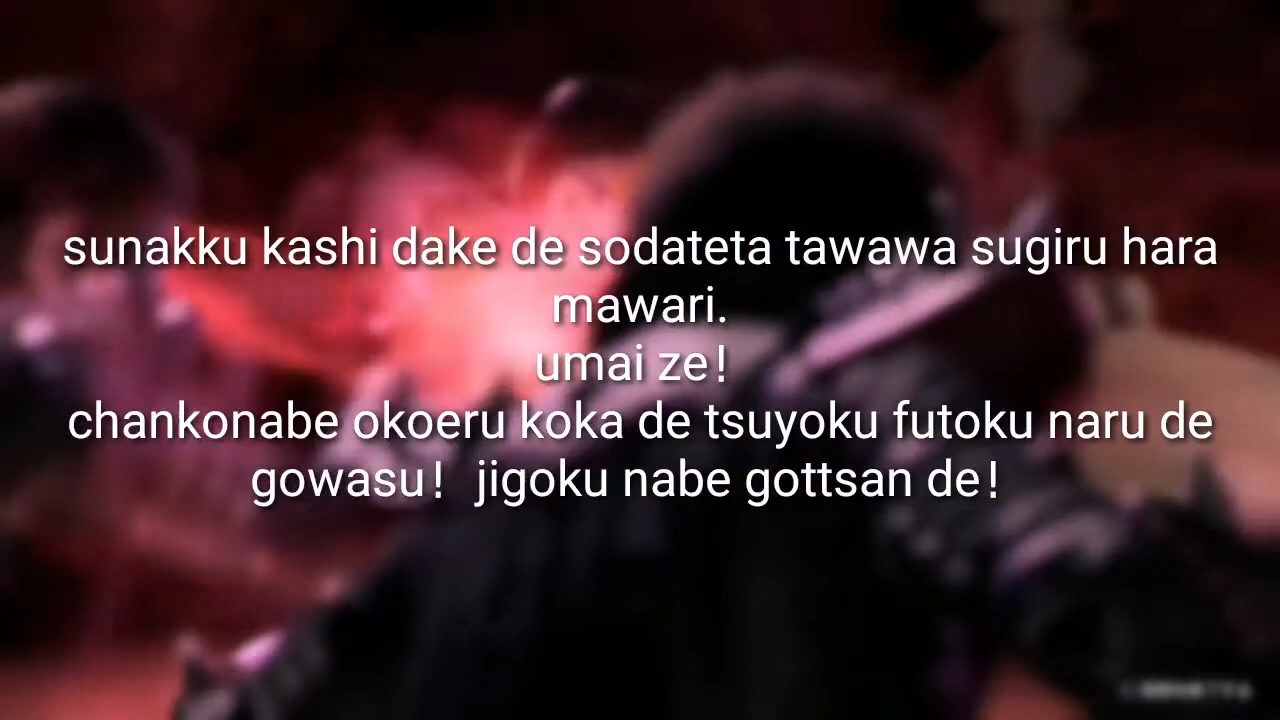 sunakku kashi dake de sodateta tawawa sugiru hara
mawari.
umai ze!
chankonabe okoeru koka de tsuyoku futoku naru de
gowasu! jigoku nabe gottsan de!